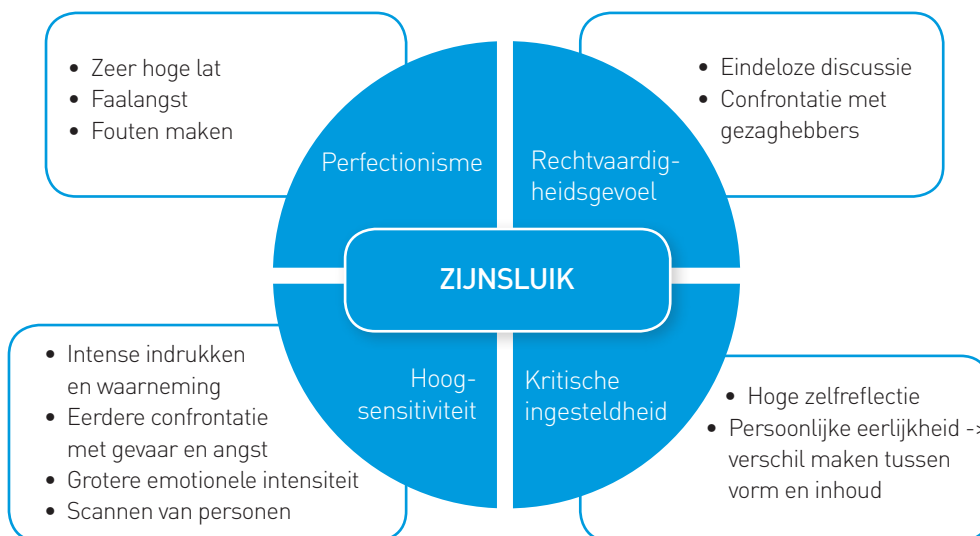 • Zeer hoge lat
• Faalangst
• Fouten maken
• Eindeloze discussie
• Confrontatie met
gezaghebbers
Perfectionisme
Rechtvaardig-
heidsgevoel
ZIJNSLUIK
Hoog-
sensitiviteit
Kritische
ingesteldheid
• Intense indrukken
en waarneming
• Eerdere confrontatie
met gevaar en angst
• Grotere emotionele intensiteit
• Scannen van personen
• Hoge zelfreflectie
• Persoonlijke eerlijkheid ->
verschil maken tussen
vorm en inhoud